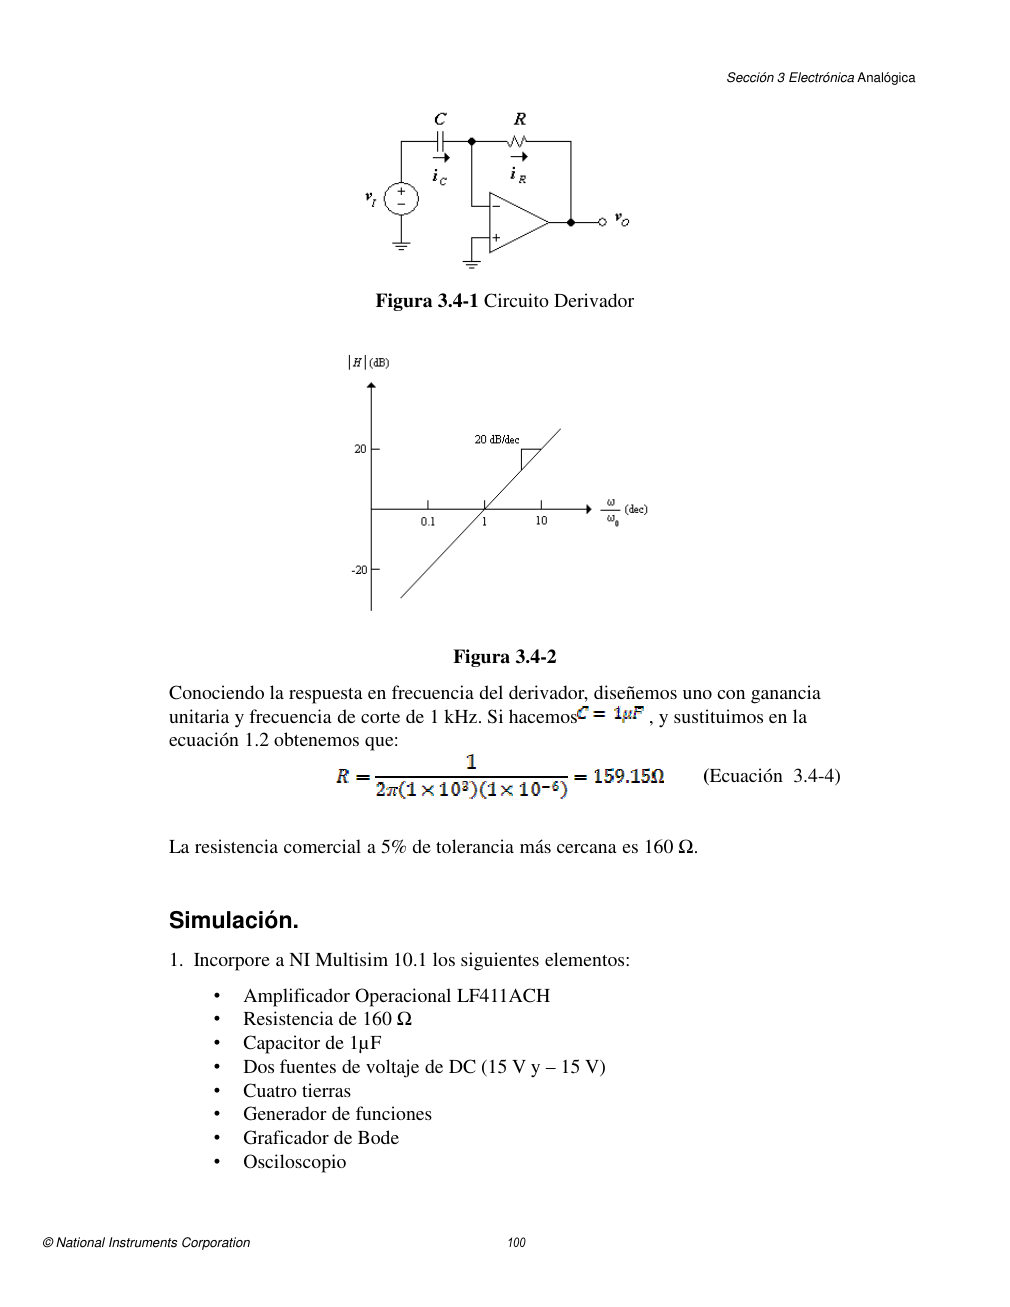 Sección 3 Electrónica Analógica
C R
i C i R
v I
+
−
−
+
v O
Figura 3.4-1 Circuito Derivador
|H|(dB)
20 dB/dec
20
ω
ω0 (dec)
0.1 1 10
-20
Figura 3.4-2
Conociendo la respuesta en frecuencia del derivador, diseñemos uno con ganancia
unitaria y frecuencia de corte de 1 kHz. Si hacemos C = 1µF , y sustituimos en la
ecuación 1.2 obtenemos que:
R = 1 / 2π(1 × 10³)(1 × 10⁻⁶) = 159.15Ω (Ecuación 3.4-4)
La resistencia comercial a 5% de tolerancia más cercana es 160 Ω.
Simulación.
1. Incorpore a NI Multisim 10.1 los siguientes elementos:
• Amplificador Operacional LF411ACH
• Resistencia de 160 Ω
• Capacitor de 1µF
• Dos fuentes de voltaje de DC (15 V y – 15 V)
• Cuatro tierras
• Generador de funciones
• Graficador de Bode
• Osciloscopio
© National Instruments Corporation 100